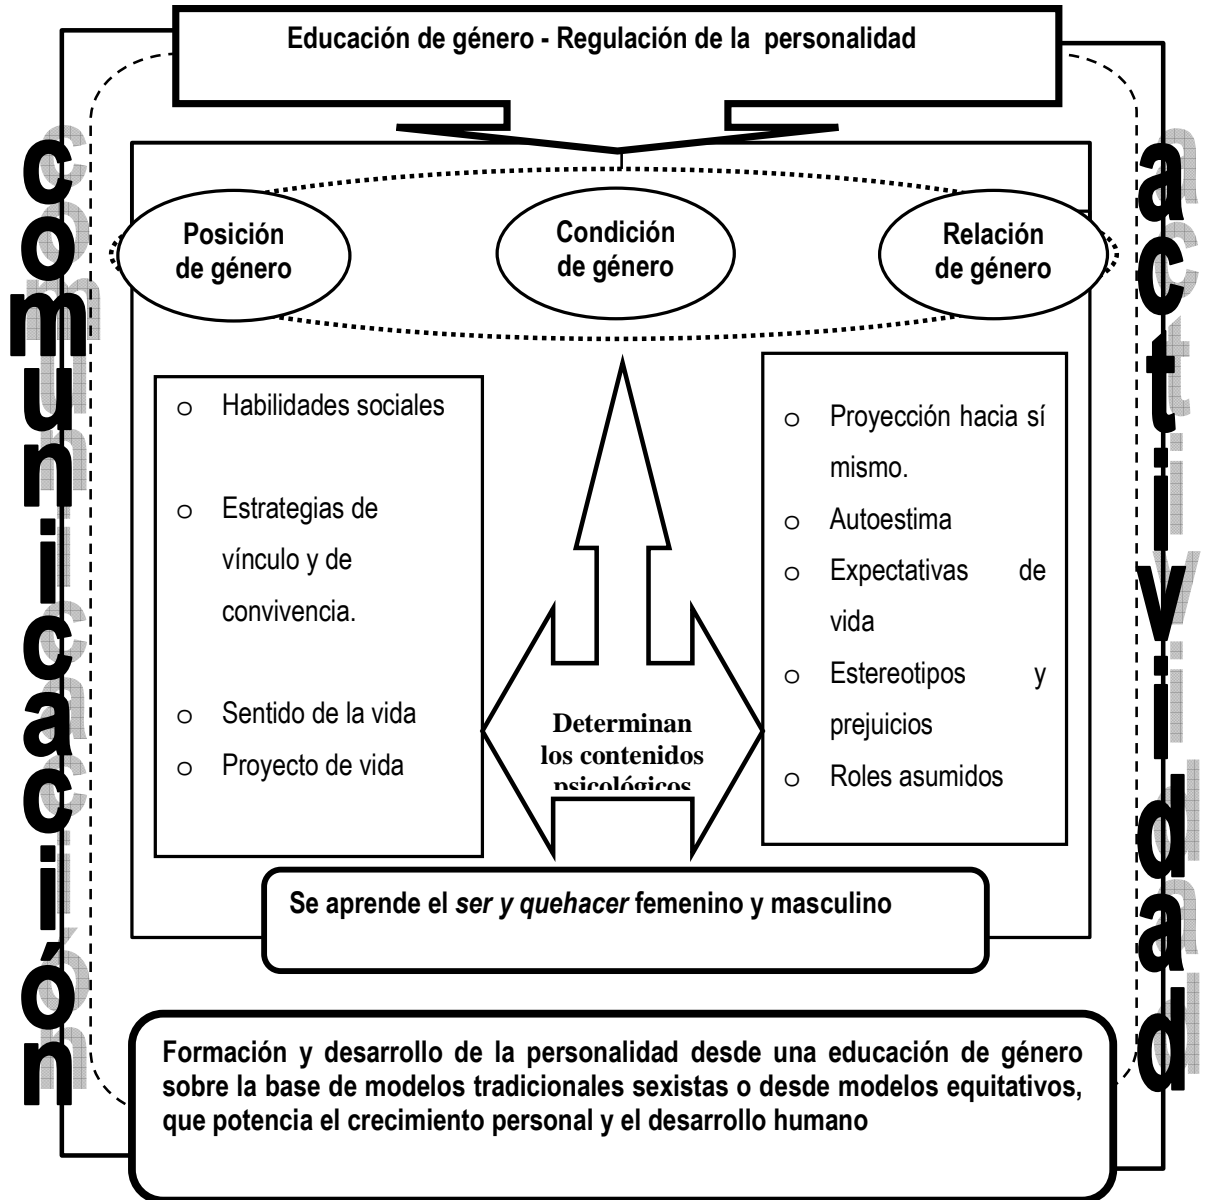 Educación de género - Regulación de la personalidad
comunicación
actividad
Posición
de género
Condición
de género
Relación
de género
o Habilidades sociales
o Estrategias de
vínculo y de
convivencia.
o Sentido de la vida
o Proyecto de vida
Determinan
los contenidos
psicológicos
o Proyección hacia sí
mismo.
o Autoestima
o Expectativas de
vida
o Estereotipos y
prejuicios
o Roles asumidos
Se aprende el ser y quehacer femenino y masculino
Formación y desarrollo de la personalidad desde una educación de género
sobre la base de modelos tradicionales sexistas o desde modelos equitativos,
que potencia el crecimiento personal y el desarrollo humano